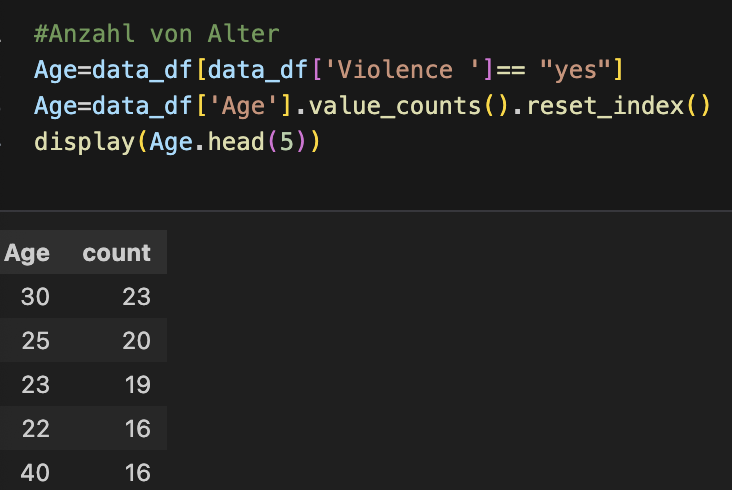 #Anzahl von Alter
Age=data_df[data_df['Violence ']== "yes"]
Age=data_df['Age'].value_counts().reset_index()
display(Age.head(5))
Age count
30 23
25 20
23 19
22 16
40 16